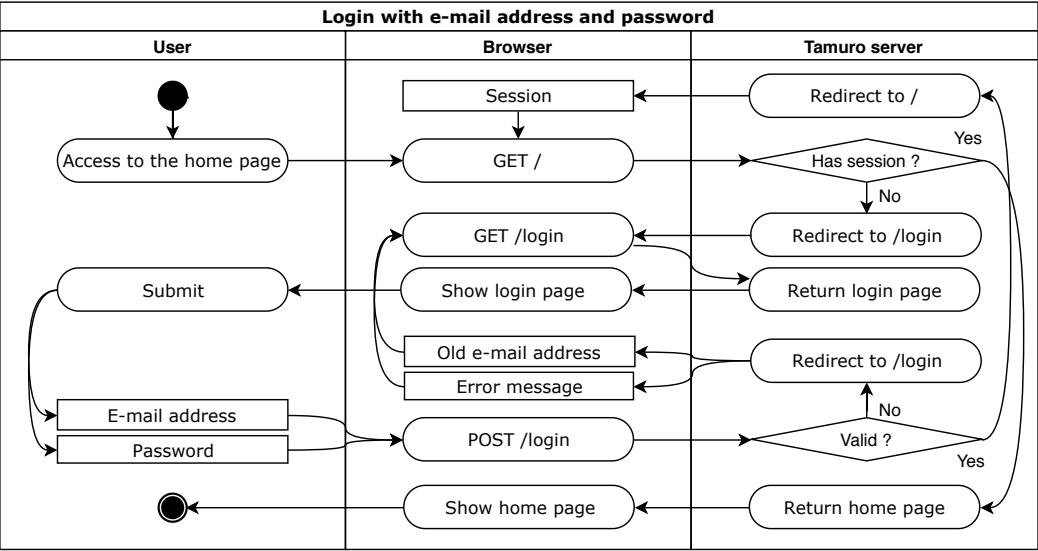 Login with e-mail address and password
User
Browser
Tamuro server
Session
Redirect to /
Access to the home page
GET /
Has session ?
Yes
No
GET /login
Redirect to /login
Submit
Show login page
Return login page
Old e-mail address
Redirect to /login
Error message
E-mail address
No
Password
POST /login
Valid ?
Yes
Show home page
Return home page